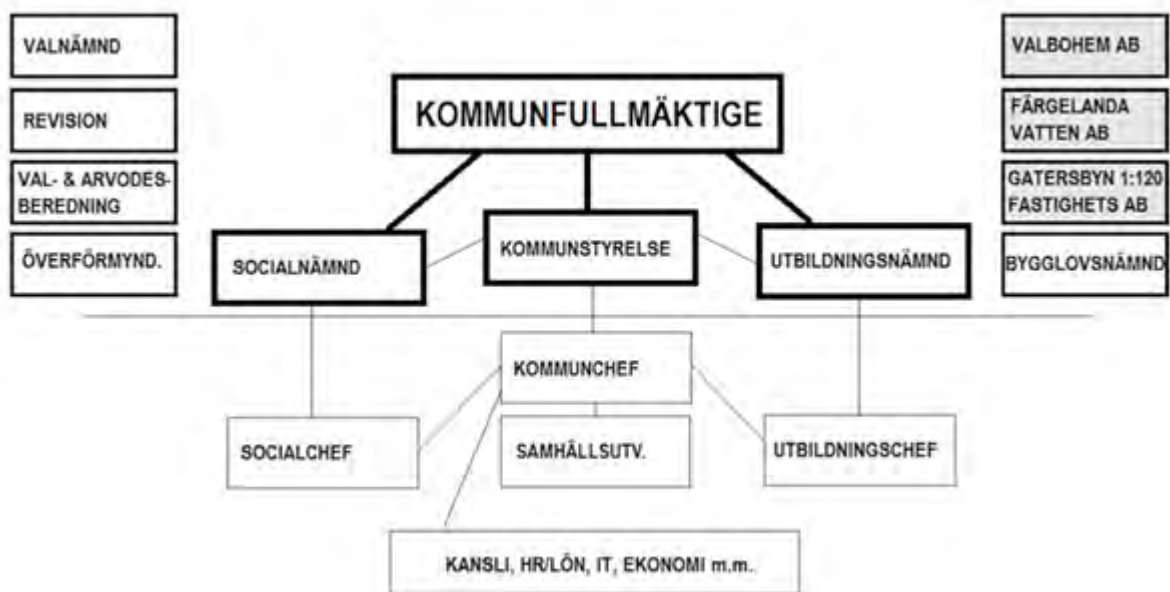 VALNÄMND
REVISION
VAL- & ARVODES-
BEREDNING
ÖVERFÖRMYND.
KOMMUNFULLMÄKTIGE
VALBOHEM AB
FÄRGELANDA
VATTEN AB
GATERSBYN 1:120
FASTIGHETS AB
BYGGLOVSNÄMND
SOCIALNÄMND
KOMMUNSTYRELSE
UTBILDNINGSNÄMND
KOMMUNCHEF
SOCIALCHEF
SAMHÄLLSUTV.
UTBILDNINGSCHEF
KANSLI, HR/LÖN, IT, EKONOMI m.m.